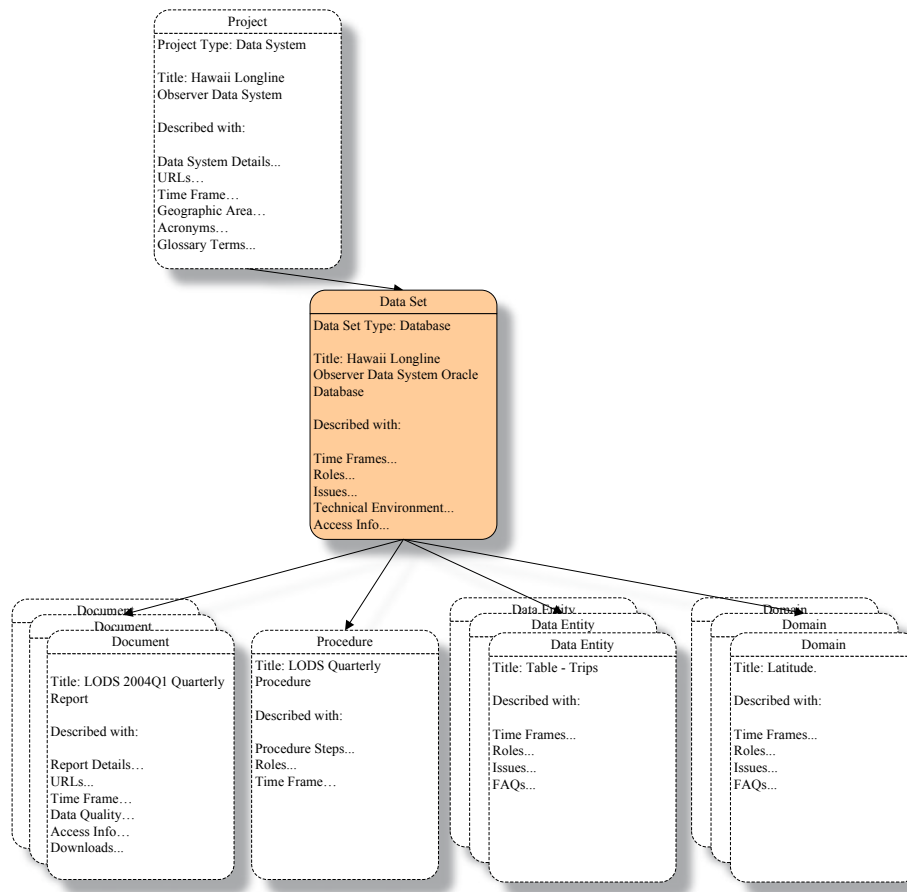 Project
Project Type: Data System
Title: Hawaii Longline
Observer Data System
Described with:
Data System Details...
URLs…
Time Frame…
Geographic Area…
Acronyms…
Glossary Terms...
Data Set
Data Set Type: Database
Title: Hawaii Longline
Observer Data System Oracle
Database
Described with:
Time Frames...
Roles...
Issues...
Technical Environment...
Access Info...
Document
Document
Document
Title: LODS 2004Q1 Quarterly
Report
Described with:
Report Details…
URLs...
Time Frame…
Data Quality…
Access Info…
Downloads...
Procedure
Title: LODS Quarterly
Procedure
Described with:
Procedure Steps...
Roles...
Time Frame…
Data Entity
Data Entity
Data Entity
Title: Table - Trips
Described with:
Time Frames...
Roles...
Issues...
FAQs...
Domain
Domain
Domain
Title: Latitude.
Described with:
Time Frames...
Roles...
Issues...
FAQs...